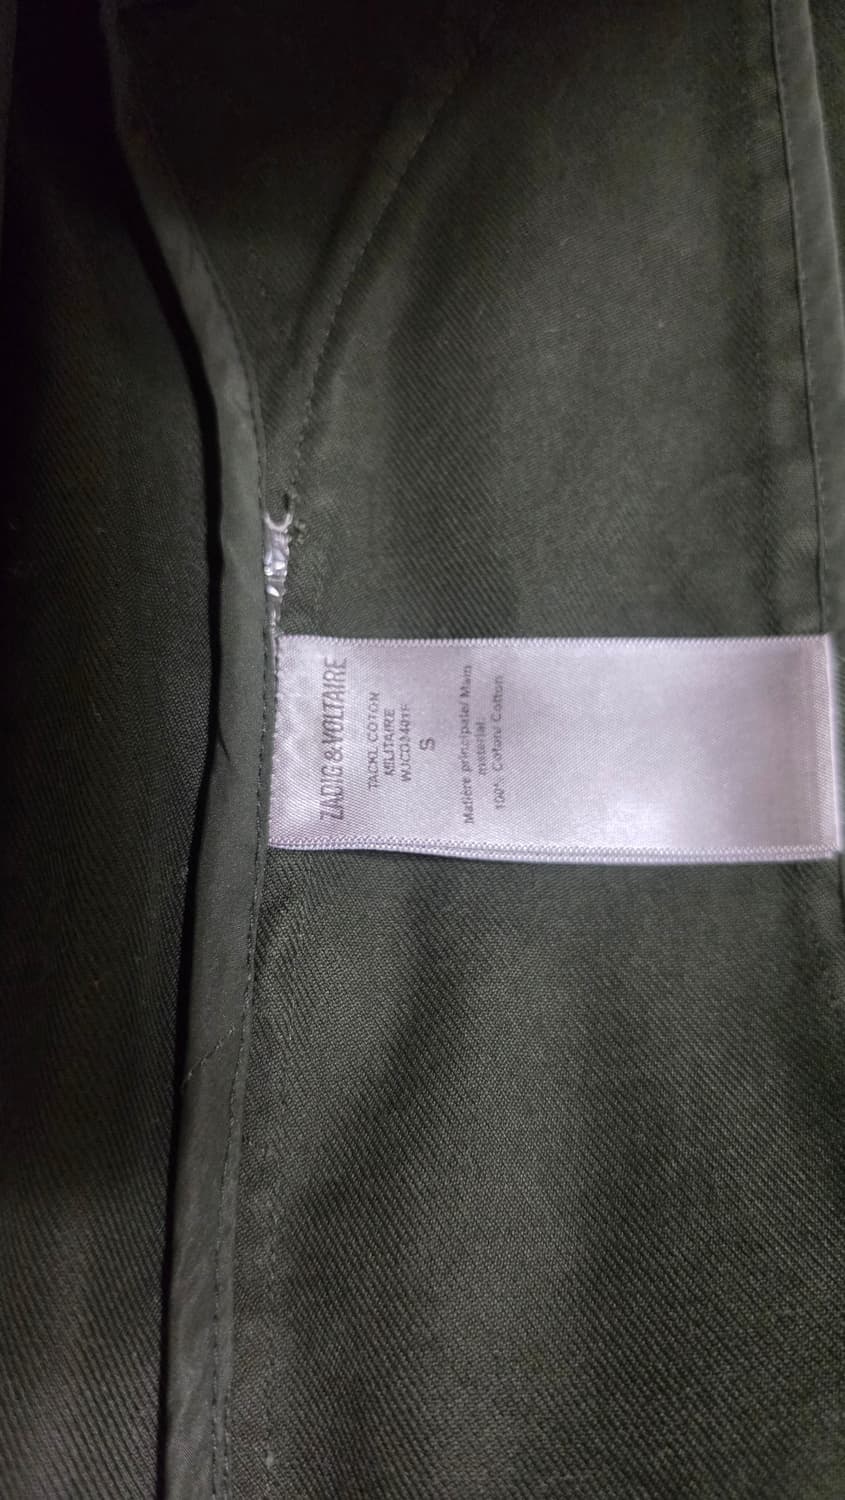 ZADIG & VOLTAIRE
TACKL COTON
MILITAIRE
S
Matière principale/ Main
material:
100% Coton/ Cotton